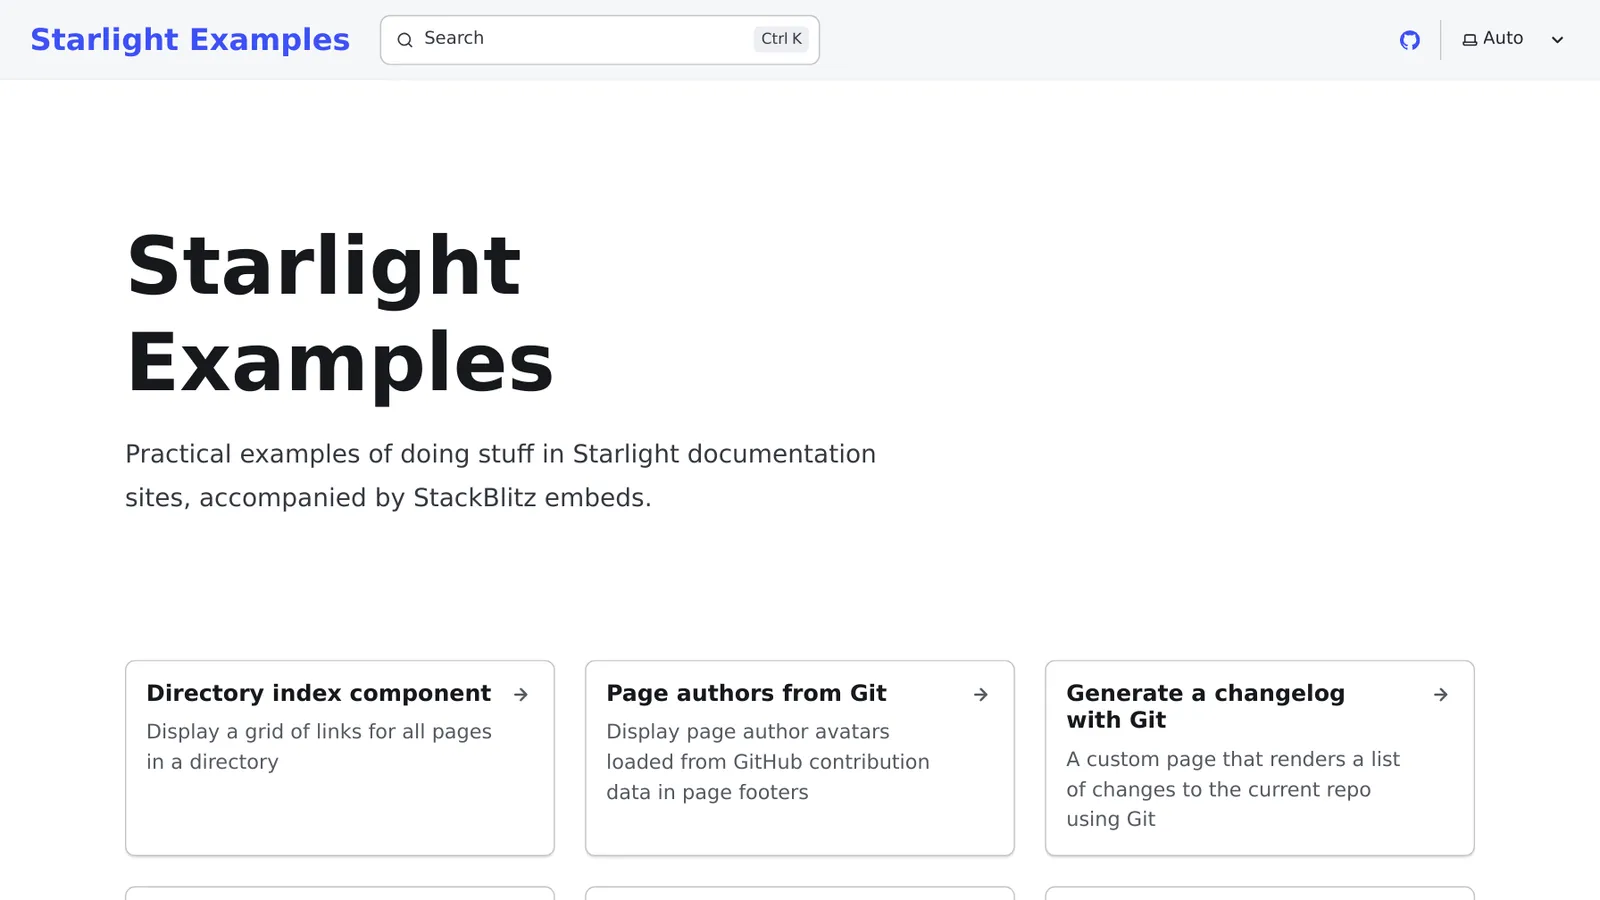 Starlight Examples
Search
Ctrl K
Auto
Starlight
Examples
Practical examples of doing stuff in Starlight documentation
sites, accompanied by StackBlitz embeds.
Directory index component
Display a grid of links for all pages
in a directory
Page authors from Git
Display page author avatars
loaded from GitHub contribution
data in page footers
Generate a changelog
with Git
A custom page that renders a list
of changes to the current repo
using Git